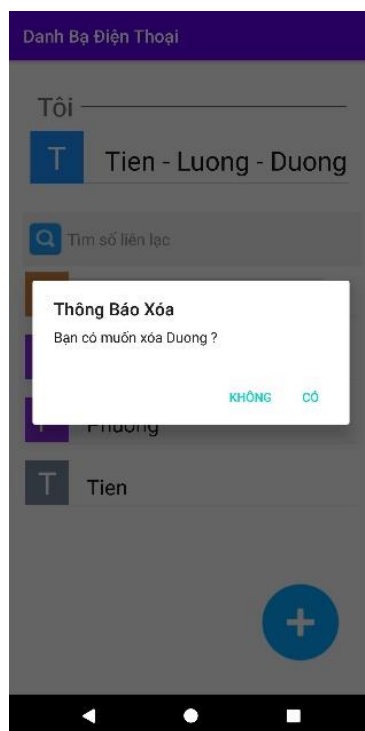 Danh Bạ Điện Thoại
Tôi
T
Tien - Luong - Duong
Tìm số liên lạc
Thông Báo Xóa
Bạn có muốn xóa Duong ?
KHÔNG CÓ
Phuong
T
Tien